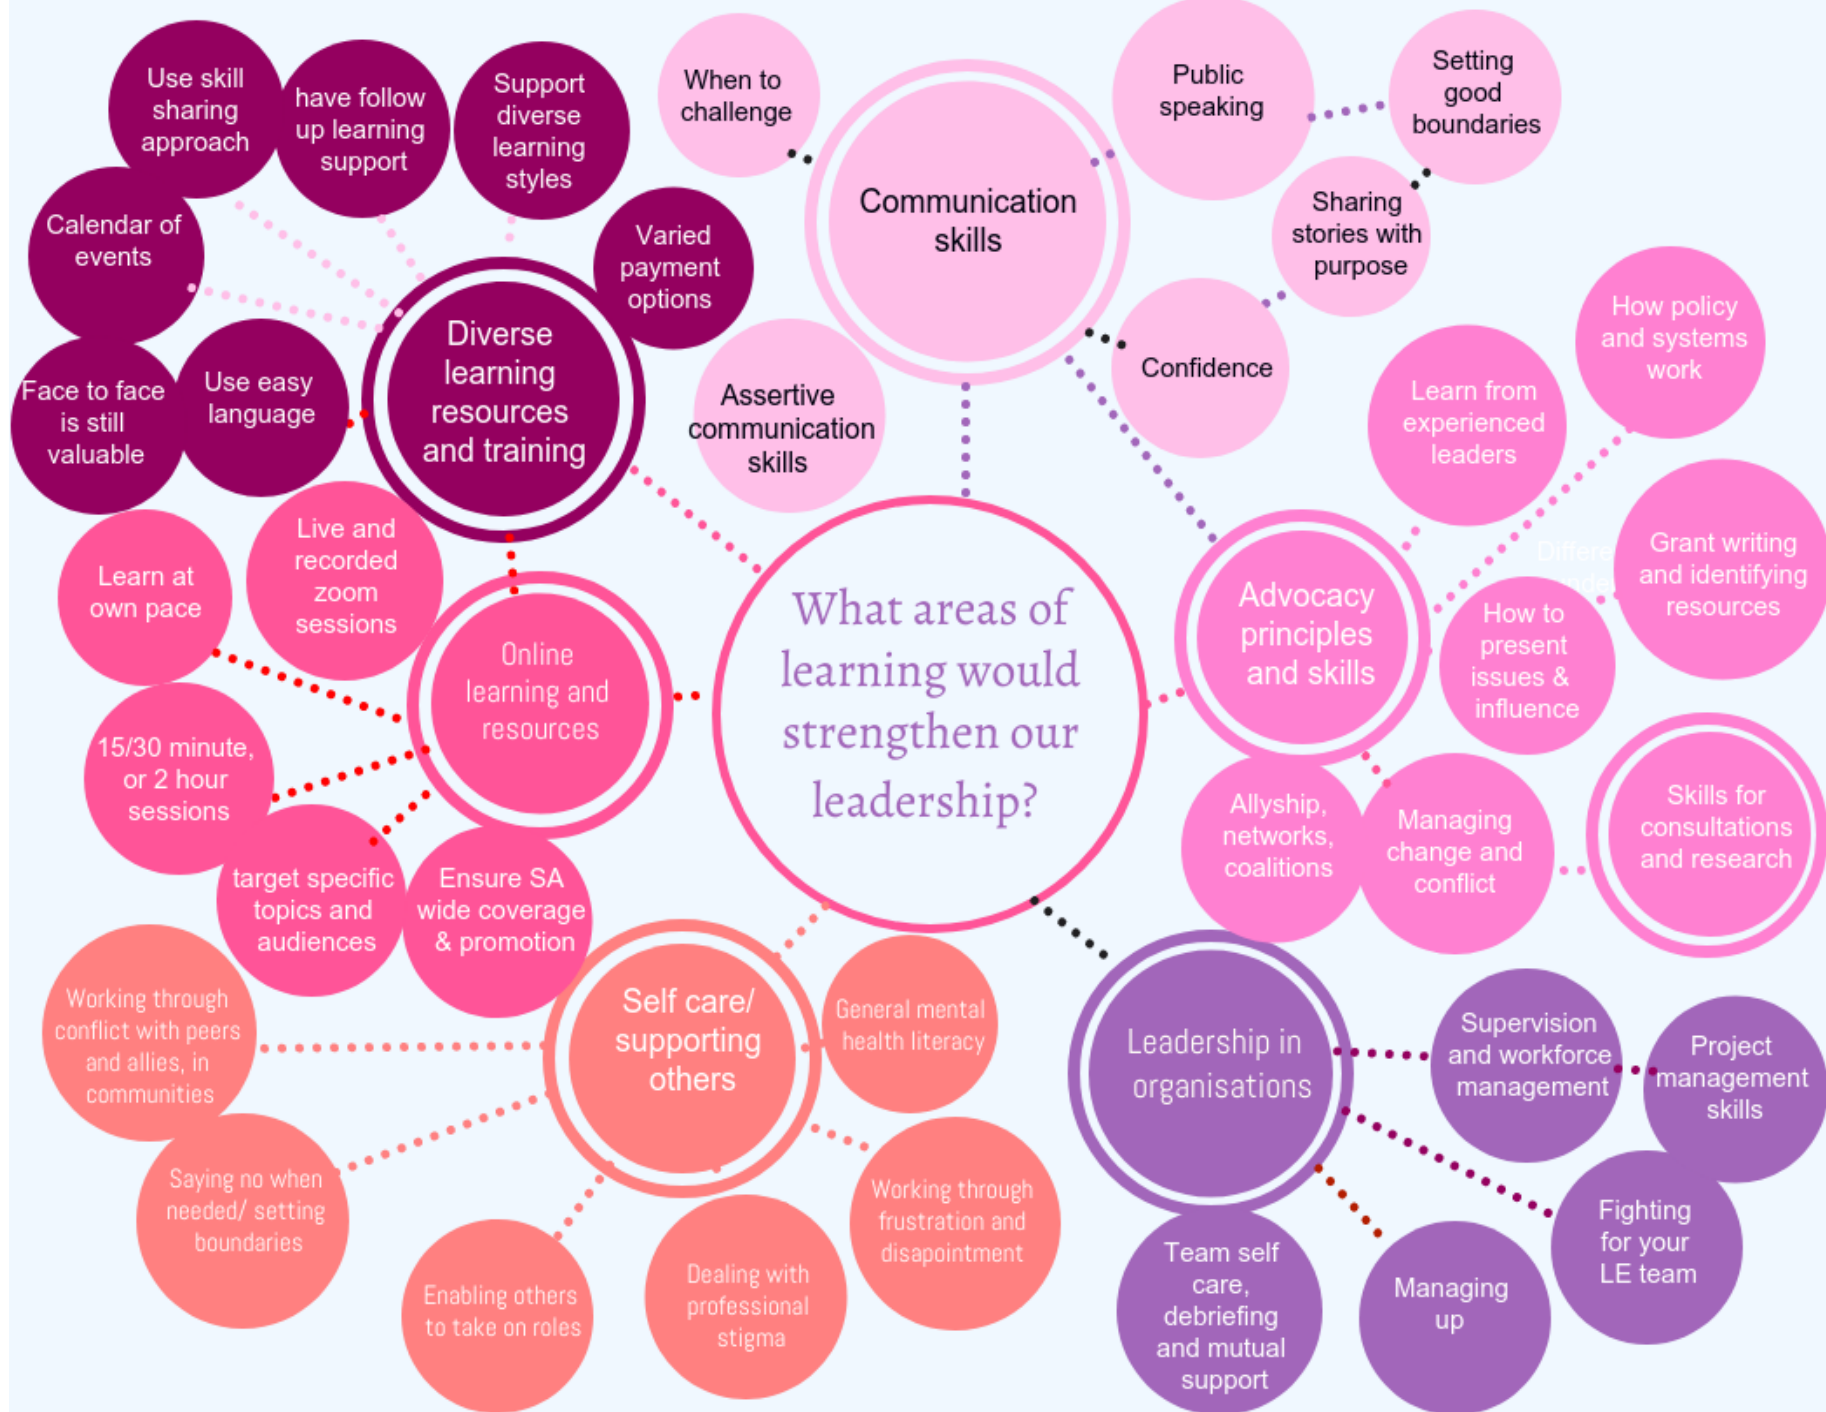 What areas of
learning would
strengthen our
leadership?
Communication
skills
When to
challenge
Public
speaking
Setting
good
boundaries
Sharing
stories with
purpose
Confidence
Assertive
communication
skills
Diverse
learning
resources
and training
Use skill
sharing
approach
have follow
up learning
support
Support
diverse
learning
styles
Varied
payment
options
Calendar of
events
Face to face
is still
valuable
Use easy
language
Online
learning and
resources
Live and
recorded
zoom
sessions
Learn at
own pace
15/30 minute,
or 2 hour
sessions
target specific
topics and
audiences
Ensure SA
wide coverage
& promotion
Advocacy
principles
and skills
Learn from
experienced
leaders
How policy
and systems
work
Grant writing
and identifying
resources
How to
present
issues &
influence
Allyship,
networks,
coalitions
Managing
change and
conflict
Skills for
consultations
and research
Self care/
supporting
others
General mental
health literacy
Working through
conflict with peers
and allies, in
communities
Saying no when
needed/ setting
boundaries
Enabling others
to take on roles
Dealing with
professional
stigma
Working through
frustration and
disapointment
Leadership in
organisations
Supervision
and workforce
management
Project
management
skills
Fighting
for your
LE team
Managing
up
Team self
care,
debriefing
and mutual
support